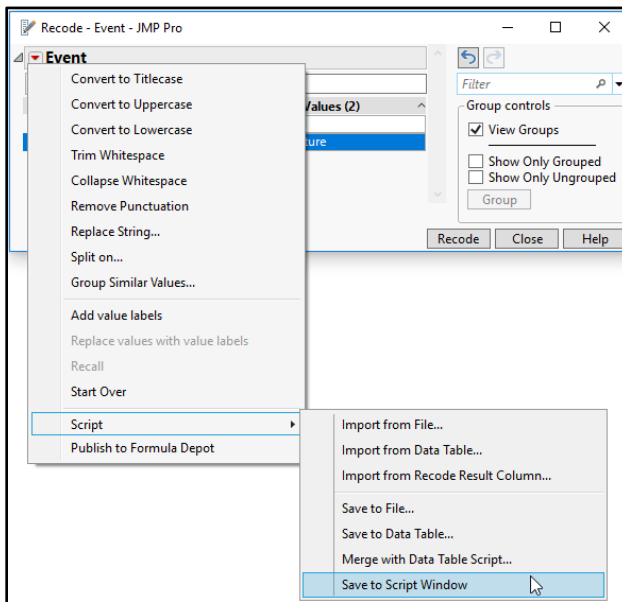 Recode - Event - JMP Pro
Event
Convert to Titlecase
Convert to Uppercase
Convert to Lowercase
Trim Whitespace
Collapse Whitespace
Remove Punctuation
Replace String...
Split on...
Group Similar Values...
Add value labels
Replace values with value labels
Recall
Start Over
Script
Publish to Formula Depot
Values (2)
ture
Filter
Group controls
View Groups
Show Only Grouped
Show Only Ungrouped
Group
Recode Close Help
Import from File...
Import from Data Table...
Import from Recode Result Column...
Save to File...
Save to Data Table...
Merge with Data Table Script...
Save to Script Window